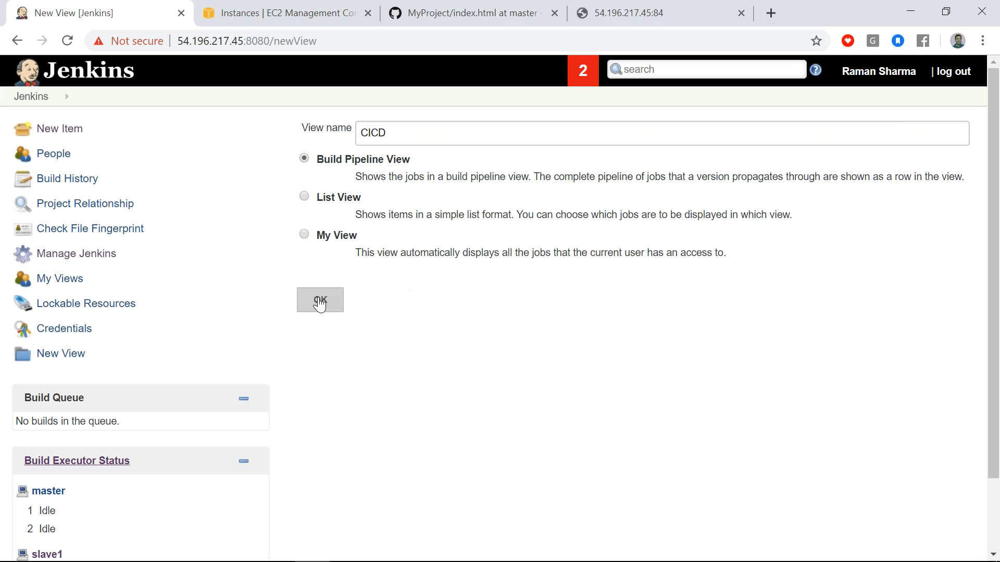 New View [Jenkins]
Instances | EC2 Management Cor
MyProject/index.html at master
54.196.217.45:84
Not secure
54.196.217.45:8080/newView
G
Jenkins
2
search
Raman Sharma
| log out
Jenkins
New Item
People
Build History
Project Relationship
Check File Fingerprint
Manage Jenkins
My Views
Lockable Resources
Credentials
New View
View name
CICD
Build Pipeline View
Shows the jobs in a build pipeline view. The complete pipeline of jobs that a version propagates through are shown as a row in the view.
List View
Shows items in a simple list format. You can choose which jobs are to be displayed in which view.
My View
This view automatically displays all the jobs that the current user has an access to.
OK
Build Queue
No builds in the queue.
Build Executor Status
master
1 Idle
2 Idle
slave1